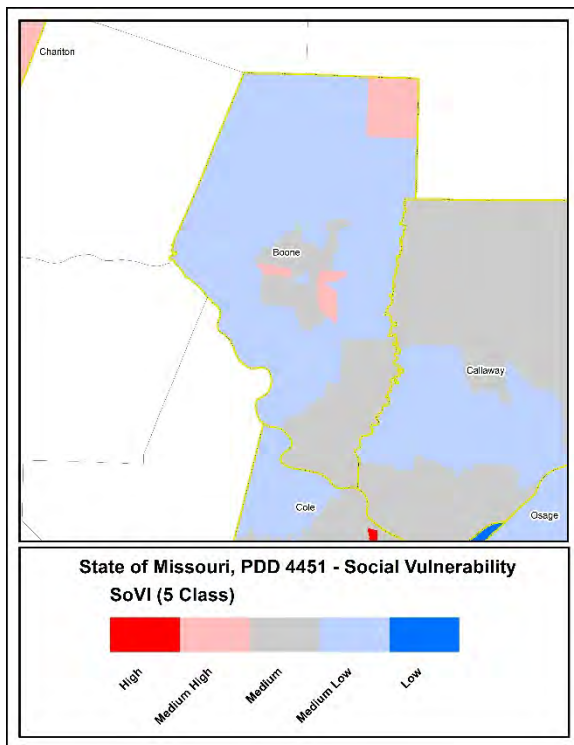 Chariton
Boone
Callaway
Cole
Osage
State of Missouri, PDD 4451 - Social Vulnerability
SoVI (5 Class)
High
Medium High
Medium
Medium Low
Low